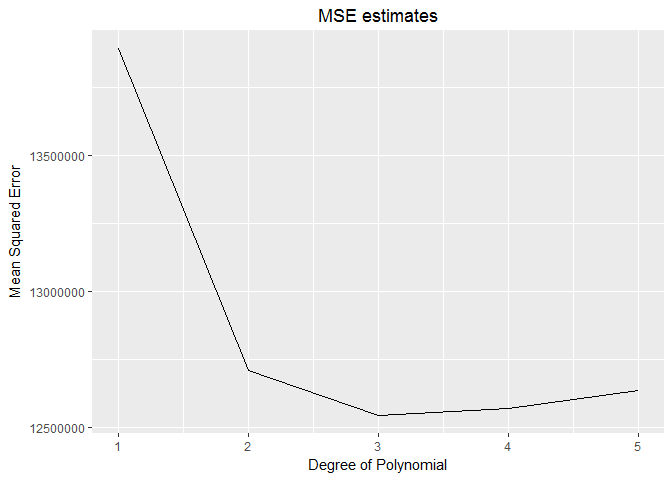 MSE estimates
Mean Squared Error
13500000
13000000
12500000
1 2 3 4 5
Degree of Polynomial